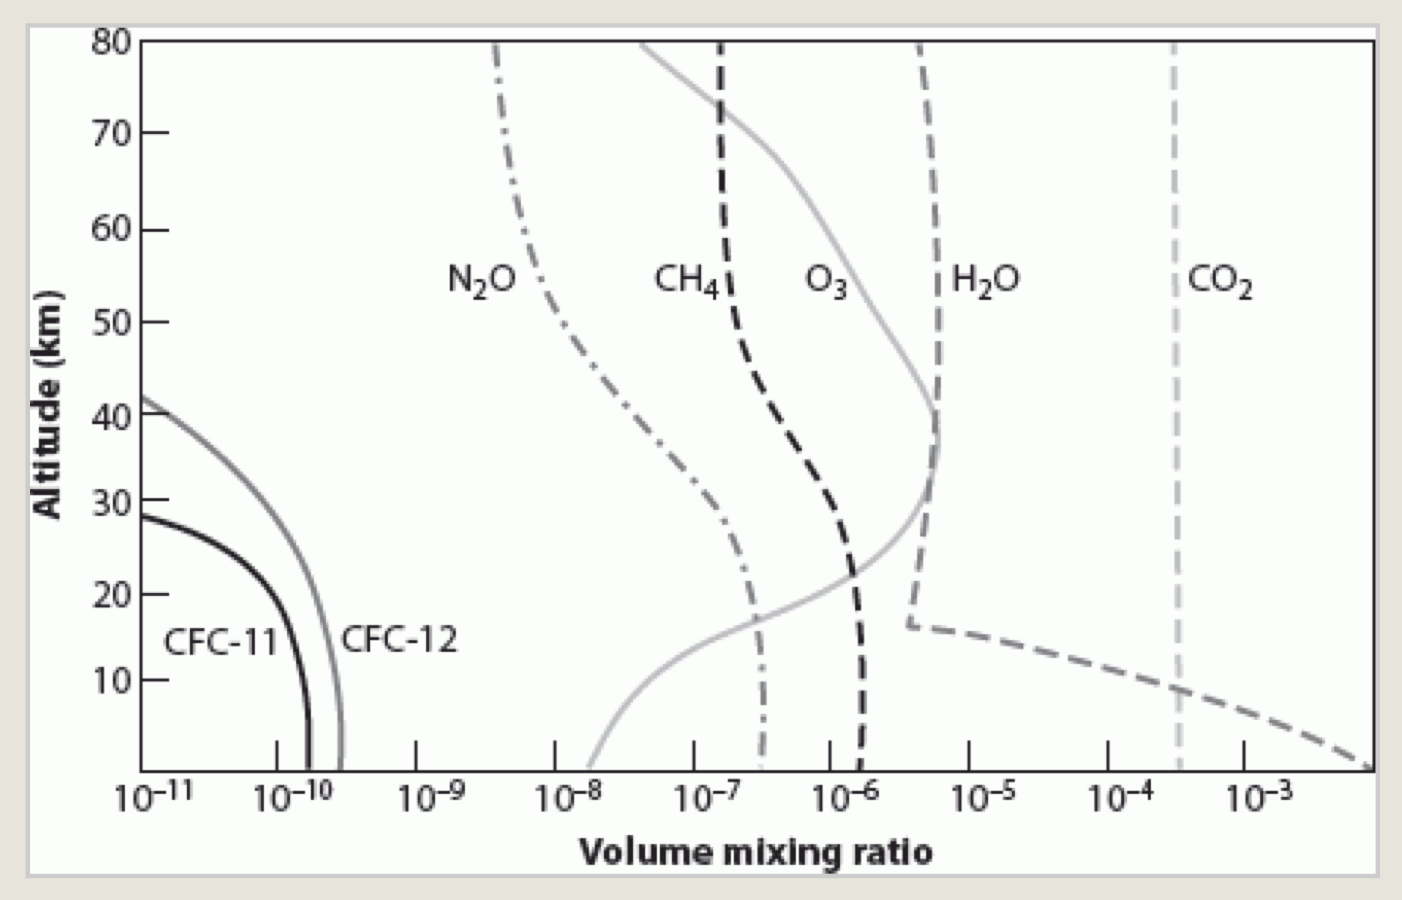 80
70
60
50
40
30
20
10
Altitude (km)
N₂O
CH₄
O₃
H₂O
CO₂
CFC-11
CFC-12
10⁻¹¹ 10⁻¹⁰ 10⁻⁹ 10⁻⁸ 10⁻⁷ 10⁻⁶ 10⁻⁵ 10⁻⁴ 10⁻³
Volume mixing ratio